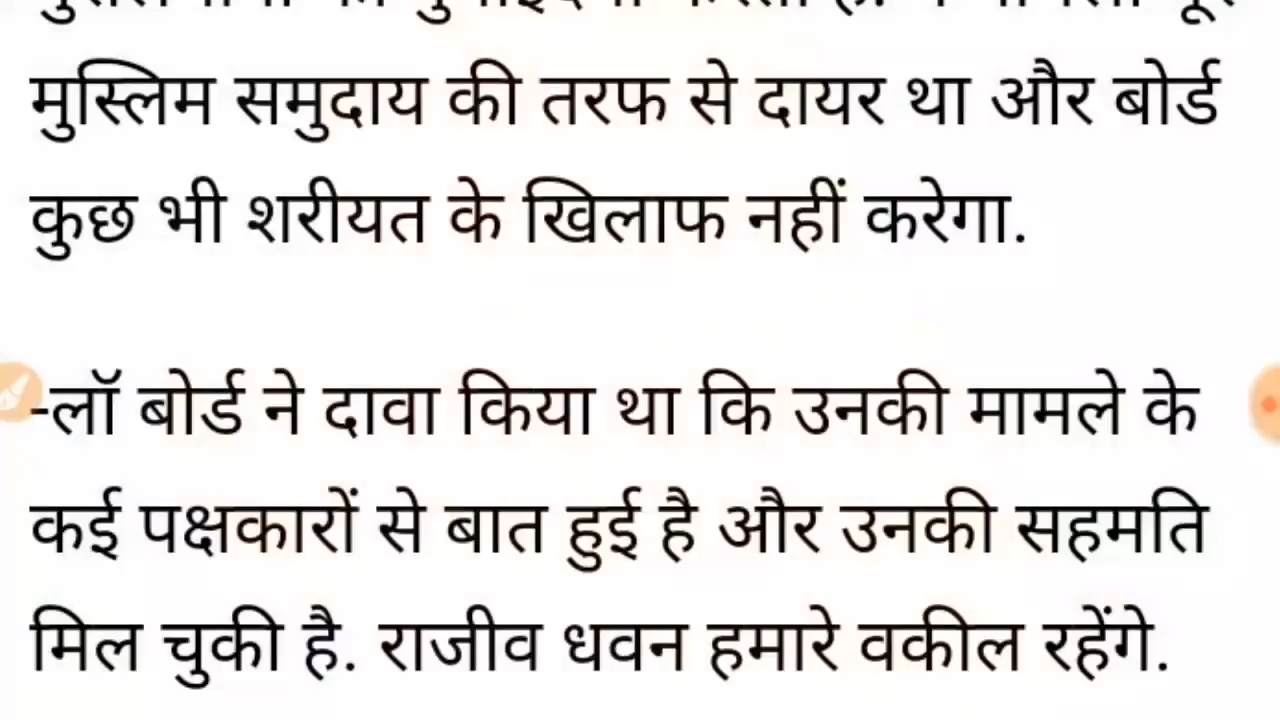 मुस्लिम समुदाय की तरफ से दायर था और बोर्ड
कुछ भी शरीयत के खिलाफ नहीं करेगा.
-लॉ बोर्ड ने दावा किया था कि उनकी मामले के
कई पक्षकारों से बात हुई है और उनकी सहमति
मिल चुकी है. राजीव धवन हमारे वकील रहेंगे.